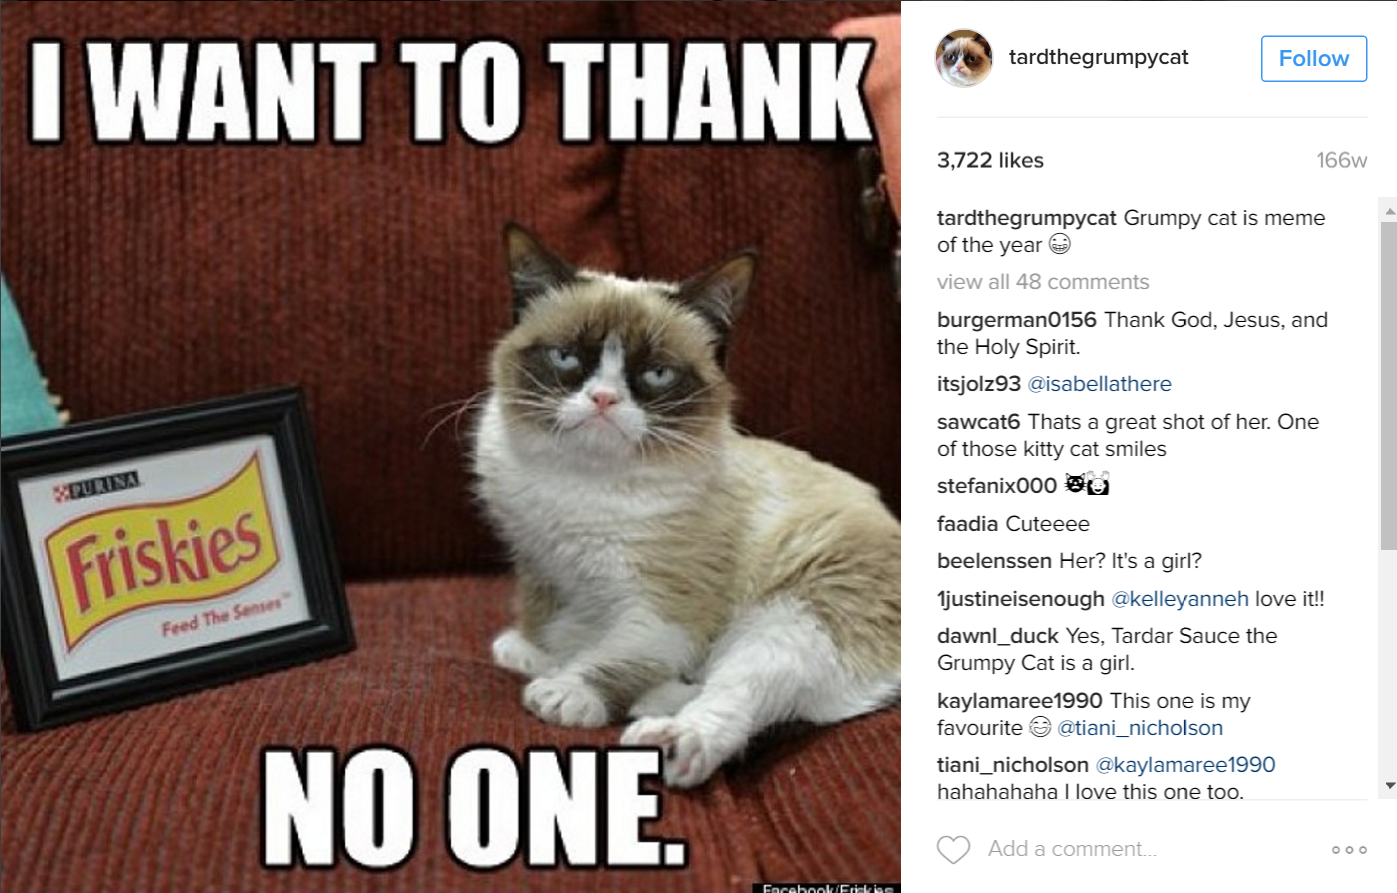 I WANT TO THANK
PURINA
Friskies
Feed The Senses™
NO ONE.
Facebook/Friskies
tardthegrumpycat
Follow
3,722 likes
166w
tardthegrumpycat Grumpy cat is meme
of the year 😁
view all 48 comments
burgerman0156 Thank God, Jesus, and
the Holy Spirit.
itsjolz93 @isabellathere
sawcat6 Thats a great shot of her. One
of those kitty cat smiles
stefanix000
faadia Cuteeee
beelenssen Her? It's a girl?
1justineisenough @kelleyanneh love it!!
dawnl_duck Yes, Tardar Sauce the
Grumpy Cat is a girl.
kaylamaree1990 This one is my
favourite 😂 @tiani_nicholson
tiani_nicholson @kaylamaree1990
hahahahaha I love this one too.
Add a comment...